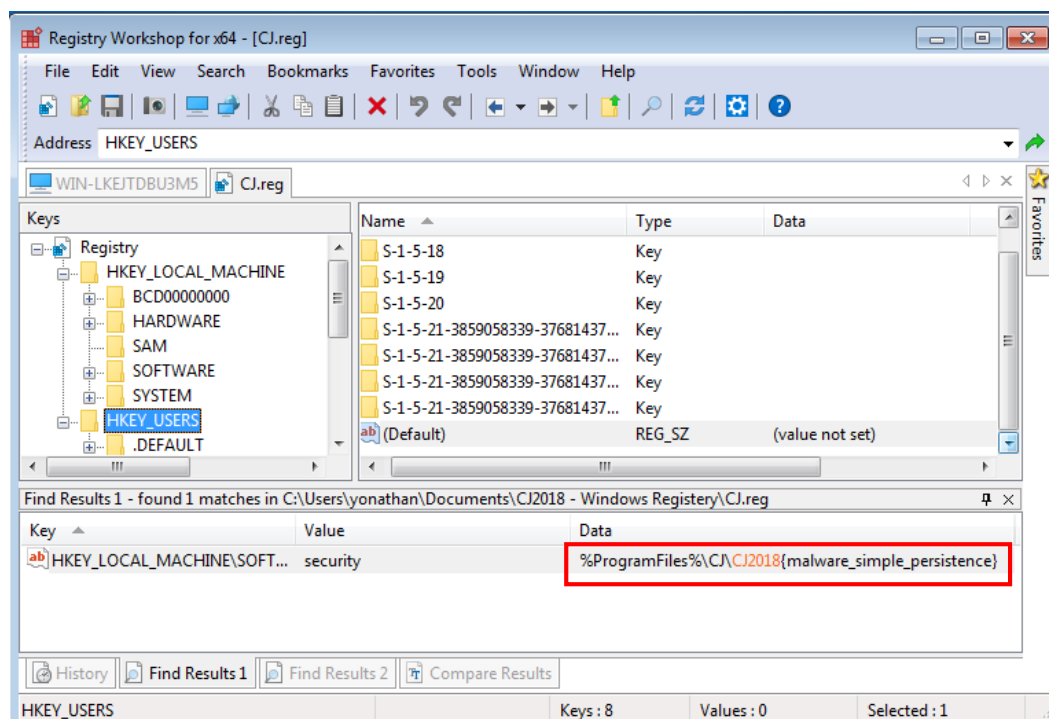 Registry Workshop for x64 - [CJ.reg]
File Edit View Search Bookmarks Favorites Tools Window Help
Address HKEY_USERS
WIN-LKEJTDBU3M5 CJ.reg
Favorites
Keys
Registry
HKEY_LOCAL_MACHINE
BCD00000000
HARDWARE
SAM
SOFTWARE
SYSTEM
HKEY_USERS
.DEFAULT
Name Type Data
S-1-5-18 Key
S-1-5-19 Key
S-1-5-20 Key
S-1-5-21-3859058339-37681437... Key
S-1-5-21-3859058339-37681437... Key
S-1-5-21-3859058339-37681437... Key
S-1-5-21-3859058339-37681437... Key
ab (Default) REG_SZ (value not set)
Find Results 1 - found 1 matches in C:\Users\yonathan\Documents\CJ2018 - Windows Registery\CJ.reg
Key Value Data
ab HKEY_LOCAL_MACHINE\SOFT... security %ProgramFiles%\CJ\CJ2018{malware_simple_persistence}
History Find Results 1 Find Results 2 Compare Results
HKEY_USERS Keys : 8 Values : 0 Selected : 1